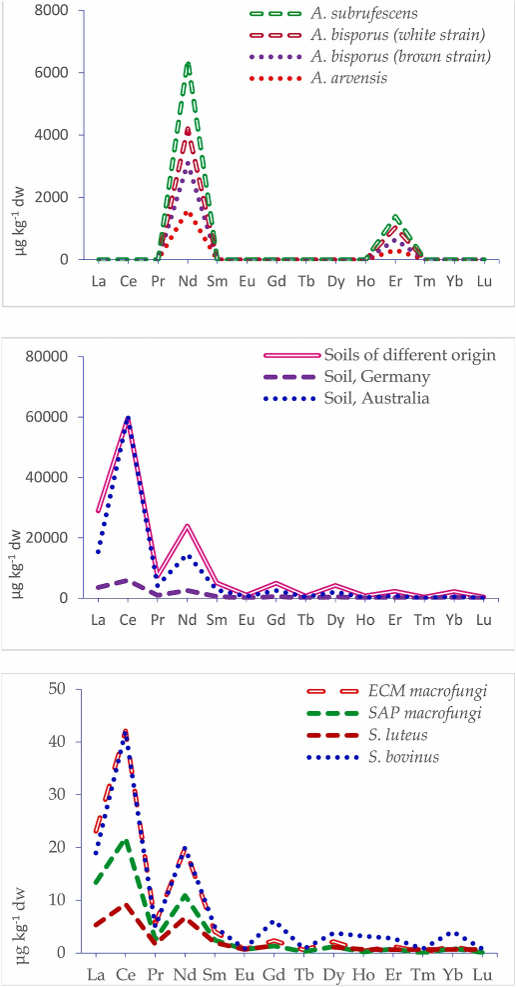 8000
A. subrufescens
A. bisporus (white strain)
A. bisporus (brown strain)
A. arvensis
6000
4000
2000
0
µg kg-1 dw
La Ce Pr Nd Sm Eu Gd Tb Dy Ho Er Tm Yb Lu
80000
Soils of different origin
Soil, Germany
Soil, Australia
60000
40000
20000
0
µg kg-1 dw
La Ce Pr Nd Sm Eu Gd Tb Dy Ho Er Tm Yb Lu
50
ECM macrofungi
SAP macrofungi
S. luteus
S. bovinus
40
30
20
10
0
µg kg-1 dw
La Ce Pr Nd Sm Eu Gd Tb Dy Ho Er Tm Yb Lu